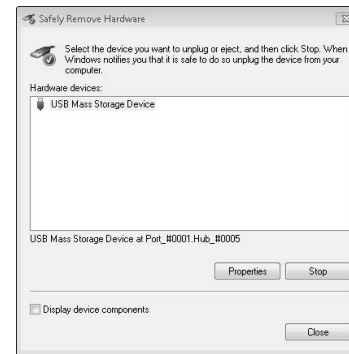 Safely Remove Hardware
Select the device you want to unplug or eject, and then click Stop. When
Windows notifies you that it is safe to do so unplug the device from your
computer.
Hardware devices:
USB Mass Storage Device
USB Mass Storage Device at Port_#0001.Hub_#0005
Properties
Stop
Display device components
Close